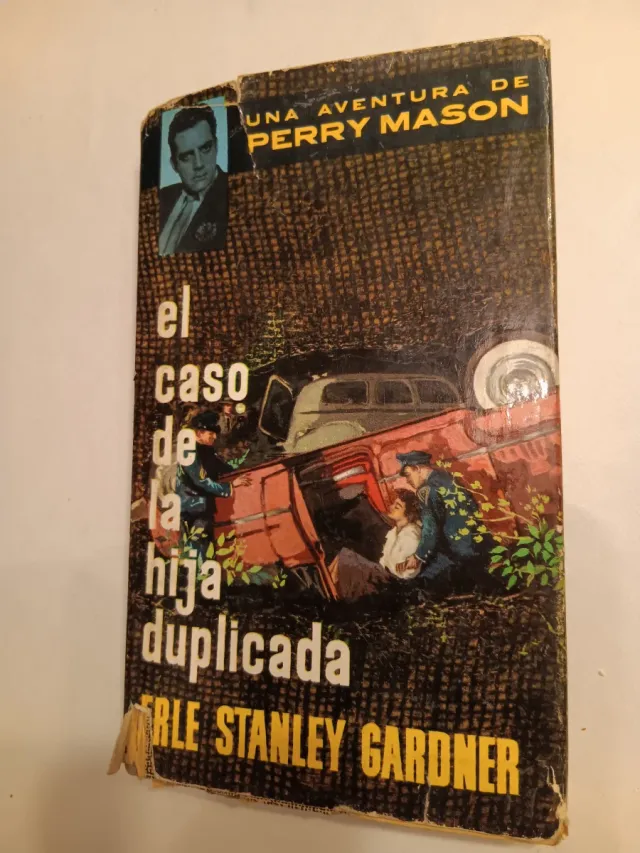 UNA AVENTURA DE
PERRY MASON
el
caso
de
la
hija
duplicada
ERLE STANLEY GARDNER